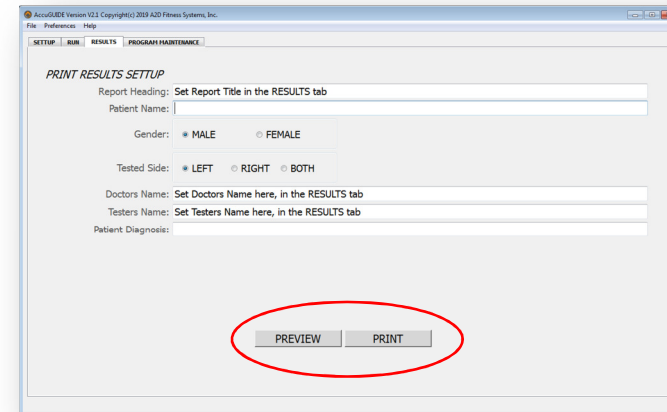 AccuGUIDE Version V2.1 Copyright(c) 2019 A2D Fitness Systems, Inc.
File Preferences Help
SETTUP RUN RESULTS PROGRAM MAINTENANCE
PRINT RESULTS SETTUP
Report Heading: Set Report Title in the RESULTS tab
Patient Name:
Gender: MALE FEMALE
Tested Side: LEFT RIGHT BOTH
Doctors Name: Set Doctors Name here, in the RESULTS tab
Testers Name: Set Testers Name here, in the RESULTS tab
Patient Diagnosis:
PREVIEW PRINT